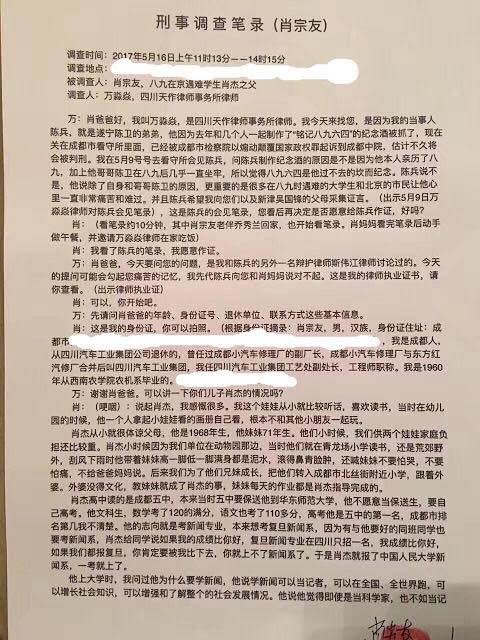 刑事调查笔录（肖宗友）
调查时间：2017年5月16日上午11时13分——14时15分
调查地点：
被调查人：肖宗友，八九在京遇难学生肖杰之父
调查人：万淼焱，四川天作律师事务所律师
万：肖爸爸好，我叫万淼焱，是四川天作律师事务所律师。我今天来找您，是因为我的当事人
陈兵，就是遂宁陈卫的弟弟，他因为去年和几个人一起制作了“铭记八九六四”的纪念酒被抓了，现在
关在成都市看守所里面，已经被成都市检察院以煽动颠覆国家政权罪起诉到成都中院，估计不久将
会被判刑。我在5月9号去看守所会见陈兵，问陈兵制作纪念酒的原因是不是因为他本人亲历了八
九，加上他哥哥陈卫在八九后几乎一直坐牢，所以觉得八九六四是他过不去的坎而纪念。陈兵说不
是，他说除了自身和哥哥陈卫的原因，更重要的是很多在八九时遇难的大学生和北京的市民让他心
里一直非常痛苦和难过。并且陈兵希望我向您们以及新津吴国锋的父母采集证言。（出示5月9日万
淼焱律师对陈兵会见笔录），这是陈兵的会见笔录，您看后再决定是否愿意给陈兵作证，好吗？
肖：（看笔录约10分钟，其中肖宗友老伴乔秀兰回家，也开始看笔录。肖妈妈看完笔录后动手
做午餐，并邀请万淼焱律师在家吃饭）
肖：我看了陈兵的笔录，我愿意作证。
万：肖爸爸，今天要问您的问题，是我和陈兵的另外一名辩护律师斯伟江律师讨论过的。今天
的提问可能会勾起您痛苦的记忆，我先代陈兵向您和肖妈妈说对不起。这是我的律师执业证书，请
你查看。（出示律师执业证）
肖：可以，你开始吧。
万：先请问肖爸爸的年龄、身份证号、退休单位、联系方式这些基本信息。
肖：这是我的身份证，你可以拍照。（根据身份证摘录：肖宗友，男，汉族，身份证住址：成
都市 ，我是成都人，
从四川汽车工业集团公司退休的，曾任过成都小汽车修理厂的副厂长，成都小汽车修理厂与东方红
汽修厂合并后叫四川汽车工业集团，我任四川汽车工业集团工艺处副处长，工程师职称。我是1960
年从西南农学院农机系毕业的。
万：谢谢肖爸爸。可以讲一下你们儿子肖杰的情况吗？
肖：（哽咽）：说起肖杰，我感慨很多。我这个娃娃从小就比较听话，喜欢读书，当时在幼儿
园的时候，他一个人拿起小娃娃看的画册自己看，根本不和其他小朋友一起玩。
肖杰从小就很体谅父母，他是1968年生，他妹妹71年生。他们小时候，我们供两个娃娃家庭负
担还比较重。肖杰小时候因为我们单位在动物园那边，当时他们就在青龙场小学读书，还是荒郊野
外，刮风下雨时他带着妹妹高一脚低一脚满身都是泥水，滚得鼻青脸肿，还喊妹妹不要怕哭，不要
怕痛，不给爸爸妈妈说。后来我们为了他们兄妹成长，把他们转入成都市北丝街附近小学，跟着外
婆。外婆没得文化，教妹妹就成了肖杰的事，妹妹每天的作业都是肖杰指导完成的。
肖杰高中读的是成都五中，本来当时五中要保送他到华东师范大学，他不愿意当保送生，要自
己高考。他文科生，数学考了120的满分，语文也考了110多分，高考他是五中的第一名，成都市排
名第几我不清楚。他的志向就是考新闻专业，本来想考复旦新闻系，因为有与他要好的同班同学也
要考新闻系，肖杰给同学说如果我的成绩比你好，复旦新闻专业在四川只招一名，我成绩比你好，
如果我们都报复旦，你肯定要被我比下去，你就上不了新闻系了。于是肖杰就报了中国人民大学新
闻系，一考就上了。
他上大学时，我问过他为什么要学新闻，他说学新闻可以当记者，可以在全国、全世界跑，可
以增长社会知识，可以增强和了解整个的社会发展情况。他说他觉得即使是当科学家，也不如当记
肖宗友